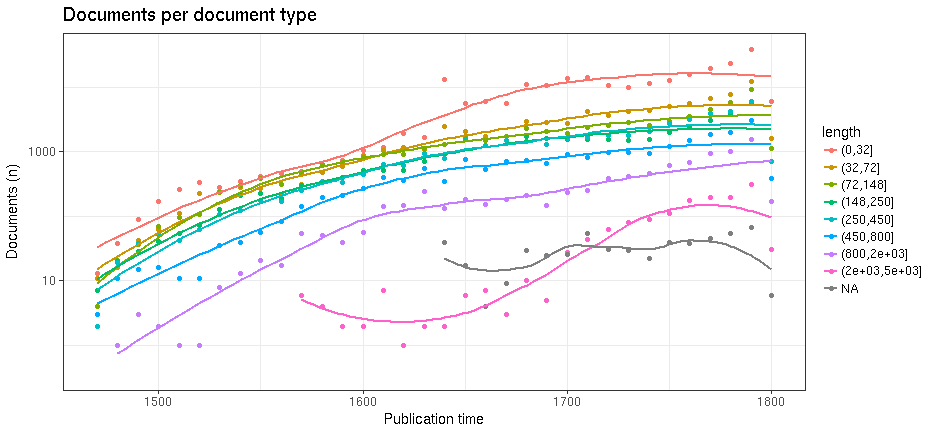 Documents per document type
Documents (n)
1000
10
1500
1600
1700
1800
Publication time
length
(0,32]
(32,72]
(72,148]
(148,250]
(250,450]
(450,800]
(800,2e+03]
(2e+03,5e+03]
NA